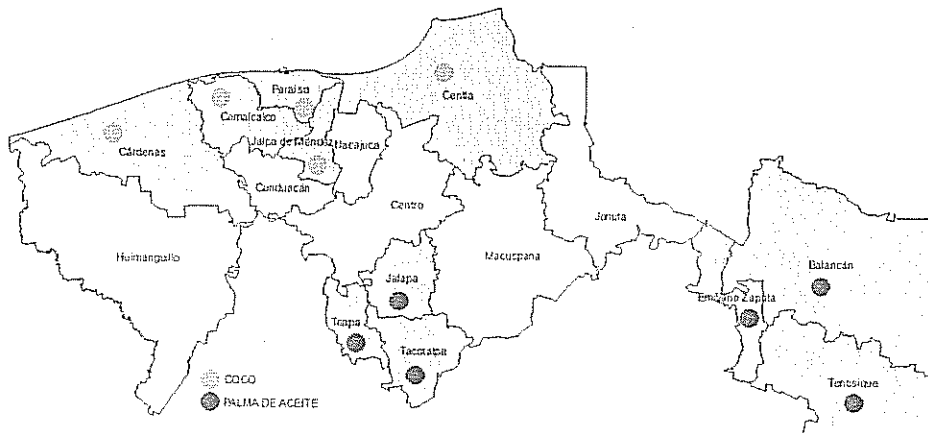 Paraíso
Centla
Comalcalco
Jalpa de Méndez
Nacajuca
Cárdenas
Cunduacán
Centro
Jonuta
Huimanguillo
Macuspana
Jalapa
Balancán
Emiliano Zapata
Teapa
Tacotalpa
Tenosique
COCO
PALMA DE ACEITE